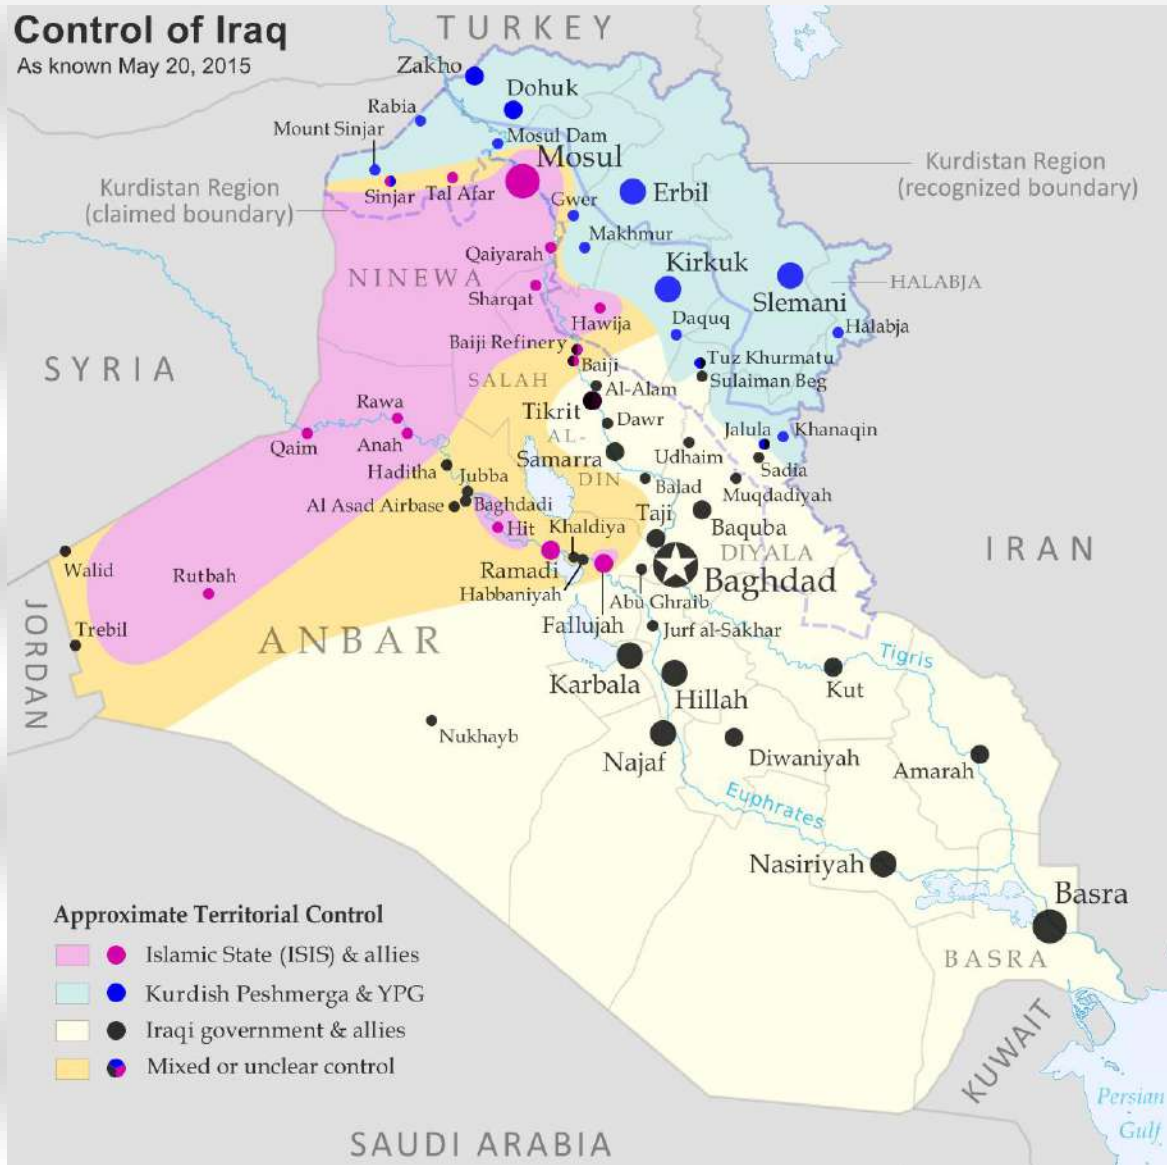 Control of Iraq
As known May 20, 2015
TURKEY
Zakho
Dohuk
Rabia
Mount Sinjar
Mosul Dam
Mosul
Kurdistan Region
(recognized boundary)
Kurdistan Region
(claimed boundary)
Sinjar
Tal Afar
Gwer
Erbil
Makhmur
Qaiyarah
Kirkuk
NINEWA
Sharqat
Slemani
HALABJA
Hawija
Daquq
Halabja
Baiji Refinery
Baiji
Tuz Khurmatu
Sulaiman Beg
SYRIA
SALAH
Al-Alam
Rawa
Tikrit
Dawr
AL-
Jalula
Khanaqin
Qaim
Anah
Samarra
Udhaim
Sadia
Haditha
Jubba
DIN
Balad
Muqdadiyah
Al Asad Airbase
Baghdadi
Hit
Khaldiya
Taji
Baquba
IRAN
DIYALA
Walid
Rutbah
Ramadi
Baghdad
Habbaniyah
Abu Ghraib
JORDAN
Trebil
ANBAR
Fallujah
Jurf al-Sakhar
Tigris
Karbala
Hillah
Kut
Nukhayb
Najaf
Diwaniyah
Amarah
Euphrates
Nasiriyah
Basra
BASRA
Approximate Territorial Control
Islamic State (ISIS) & allies
Kurdish Peshmerga & YPG
Iraqi government & allies
Mixed or unclear control
KUWAIT
Persian
Gulf
SAUDI ARABIA